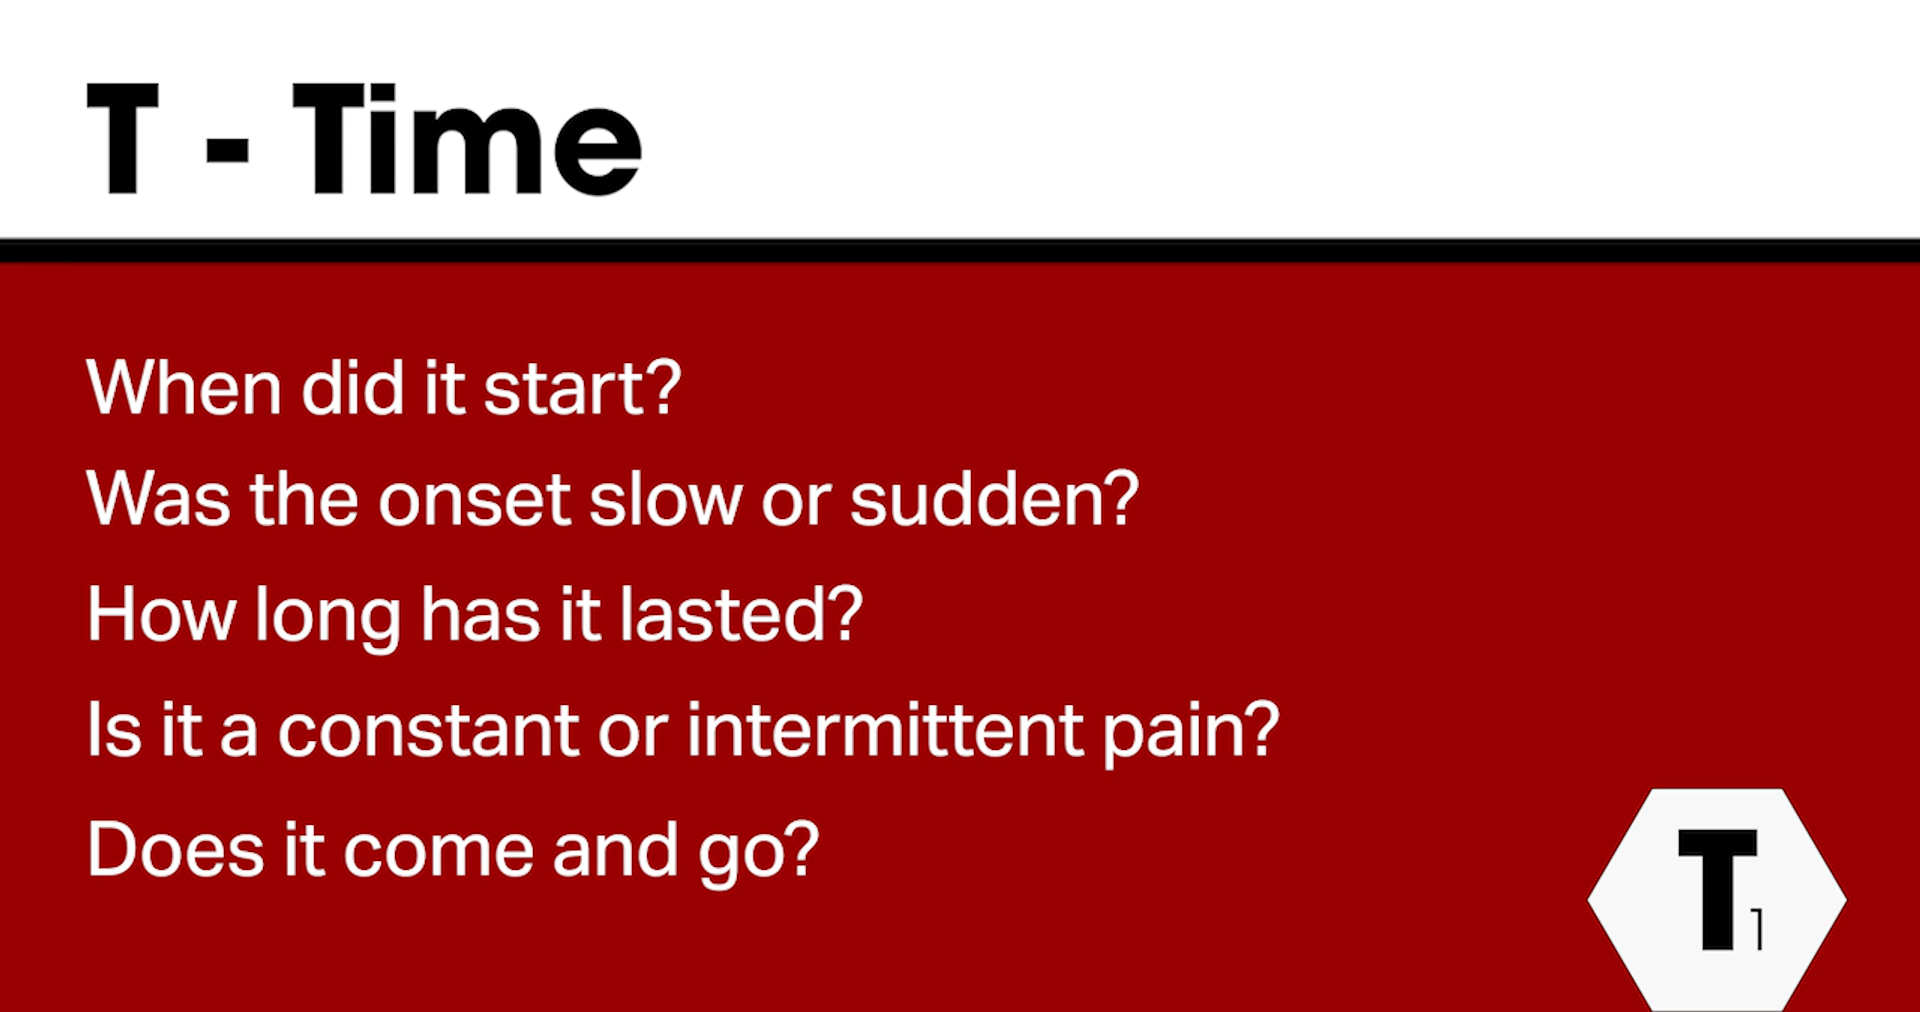 T - Time
When did it start?
Was the onset slow or sudden?
How long has it lasted?
Is it a constant or intermittent pain?
Does it come and go?
T1